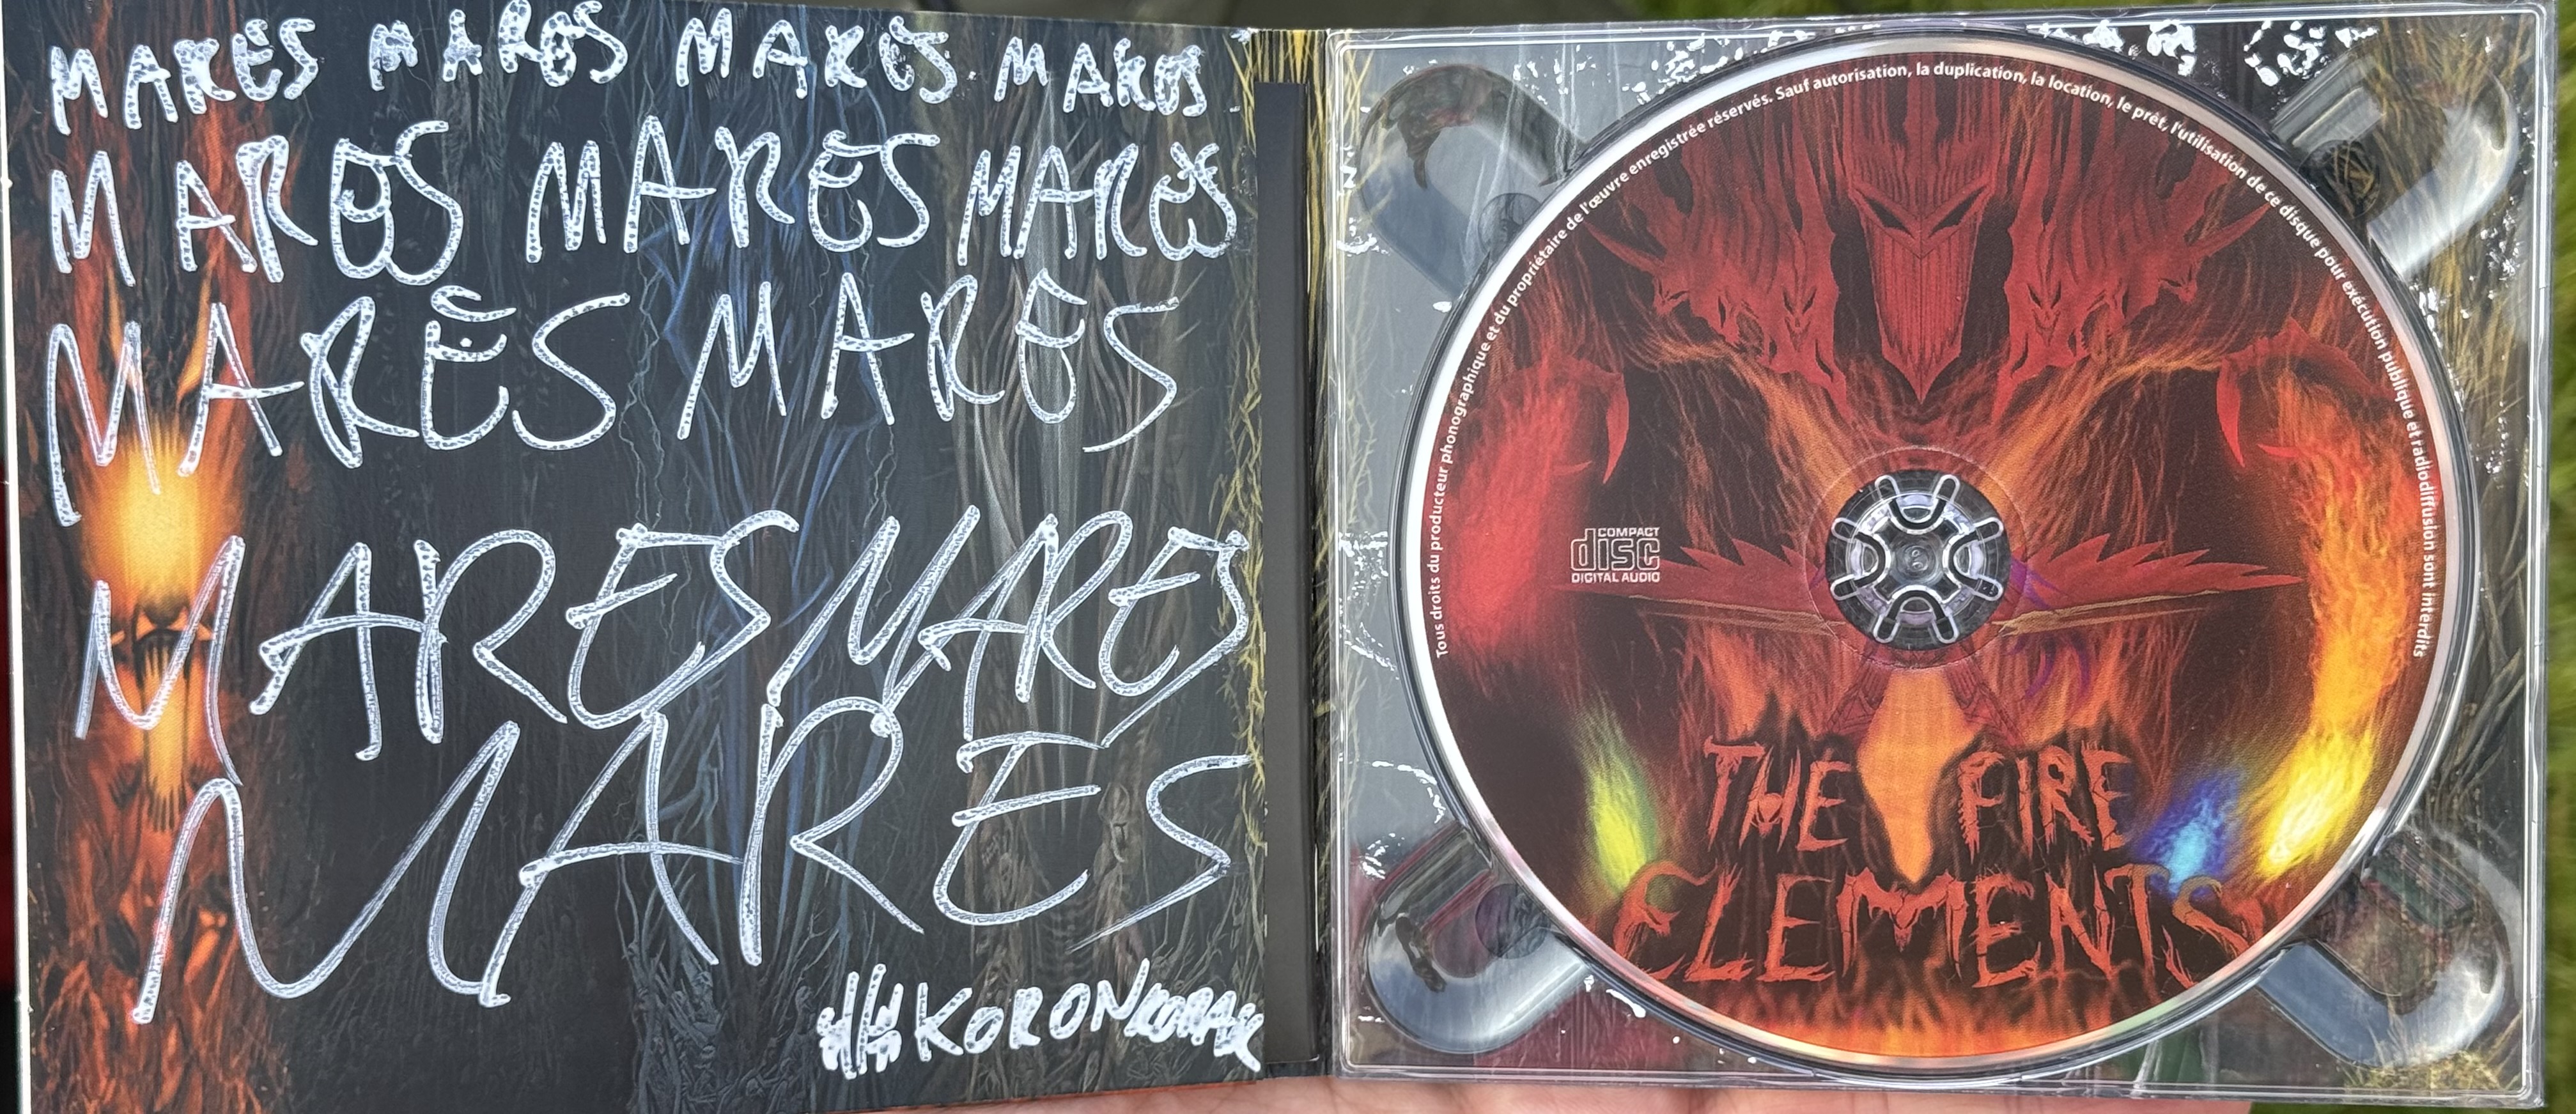 MARES MARES MARES MARES
MARES MARES MARES
MARES MARES
MARES MARES
MARES
#KORONKORAK
Tous droits du producteur phonographique et du propriétaire de l'œuvre enregistrée réservés. Sauf autorisation, la duplication, la location, le prêt, l'utilisation de ce disque pour exécution publique et radiodifusion sont interdits
COMPACT
disc
DIGITAL AUDIO
THE FIRE
ELEMENTS